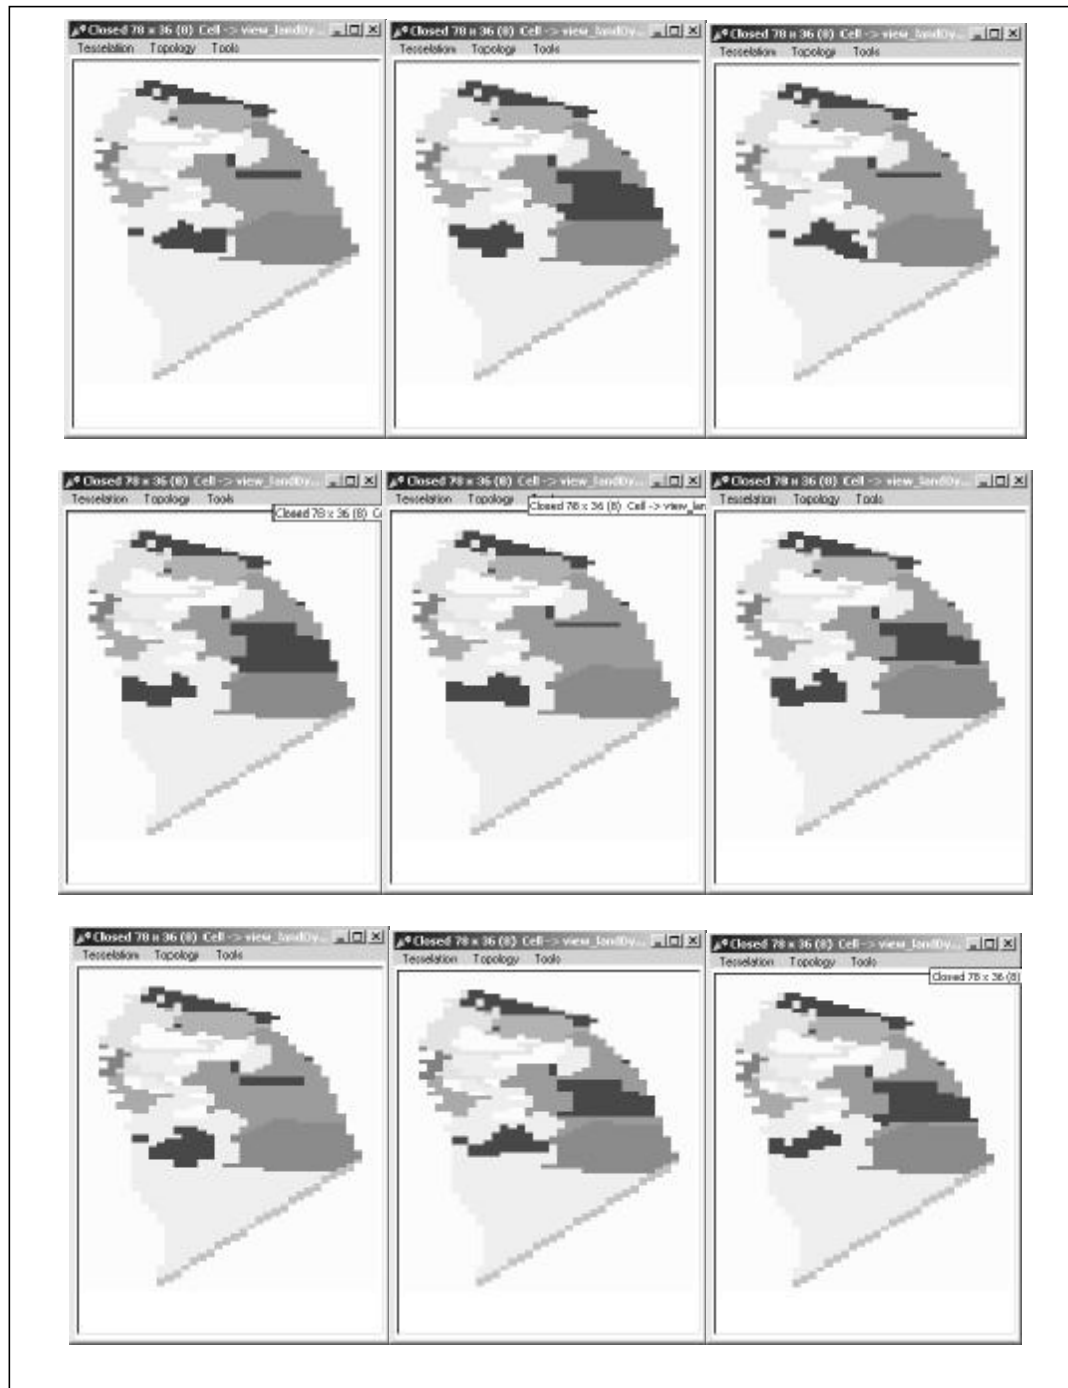 Closed 78 x 36 (8) Cell -> view_landDy...
Tesselation Topology Tools
Closed 78 x 36 (8) Cell -> view_landDy...
Tesselation Topology Tools
Closed 78 x 36 (8) Cell -> view_landDy...
Tesselation Topology Tools
Closed 78 x 36 (8) Cell -> view_landDy...
Tesselation Topology Tools
Closed 78 x 36 (8) Ce
Closed 78 x 36 (8) Cell -> view_landDy...
Tesselation Topology
Closed 78 x 36 (8) Cell -> view_lan
Closed 78 x 36 (8) Cell -> view_landDy...
Tesselation Topology Tools
Closed 78 x 36 (8) Cell -> view_landDy...
Tesselation Topology Tools
Closed 78 x 36 (8) Cell -> view_landDy...
Tesselation Topology Tools
Closed 78 x 36 (8) Cell -> view_landDy...
Tesselation Topology Tools
Closed 78 x 36 (8)